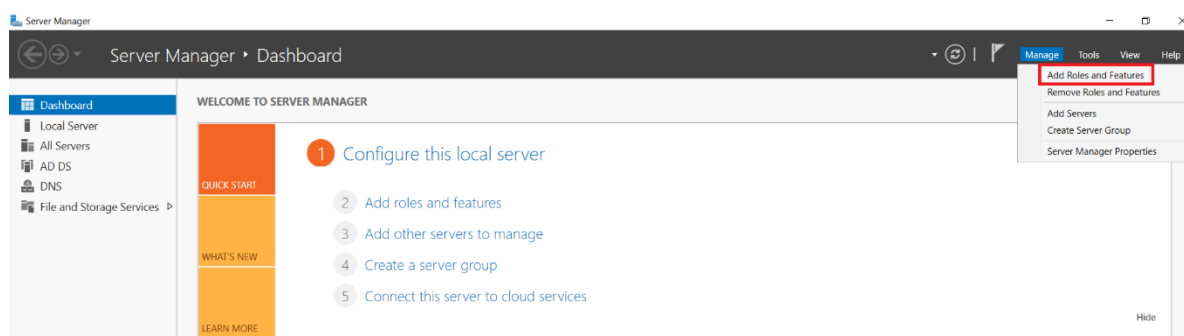 Server Manager
Server Manager • Dashboard
Manage Tools View Help
Add Roles and Features
Remove Roles and Features
Add Servers
Create Server Group
Server Manager Properties
Dashboard
Local Server
All Servers
AD DS
DNS
File and Storage Services
WELCOME TO SERVER MANAGER
QUICK START
WHAT'S NEW
LEARN MORE
1 Configure this local server
2 Add roles and features
3 Add other servers to manage
4 Create a server group
5 Connect this server to cloud services
Hide